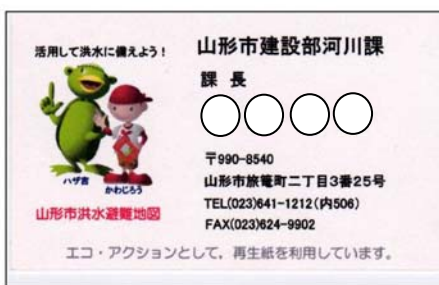 活用して洪水に備えよう!
ハザ吉
かわじろう
山形市洪水避難地図
山形市建設部河川課
課 長
〇〇〇〇
〒990-8540
山形市旅篭町二丁目3番25号
TEL(023)641-1212(内506)
FAX(023)624-9902
エコ・アクションとして,再生紙を利用しています。